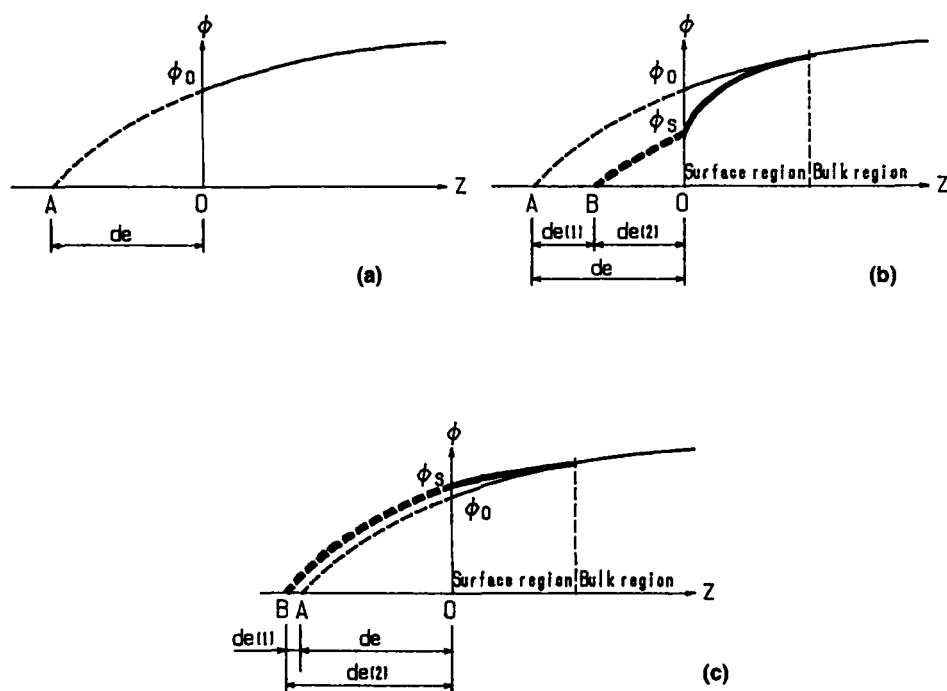 ϕ
ϕ0
A O Z
de
(a)
ϕ
ϕ0
ϕs
Surface region Bulk region Z
A B O
de(1) de(2)
de
(b)
ϕ
ϕs
ϕ0
Surface region Bulk region Z
B A O
de(1) de
de(2)
(c)